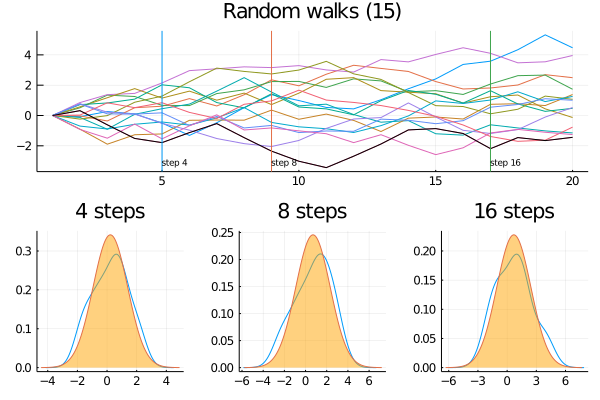 Random walks (15)
4
2
0
−2
step 4
step 8
step 16
5
10
15
20
4 steps
8 steps
16 steps
0.3
0.2
0.1
0.0
−4 −2 0 2 4
0.25
0.20
0.15
0.10
0.05
0.00
−6 −4 −2 0 2 4 6
0.20
0.15
0.10
0.05
0.00
−6 −3 0 3 6